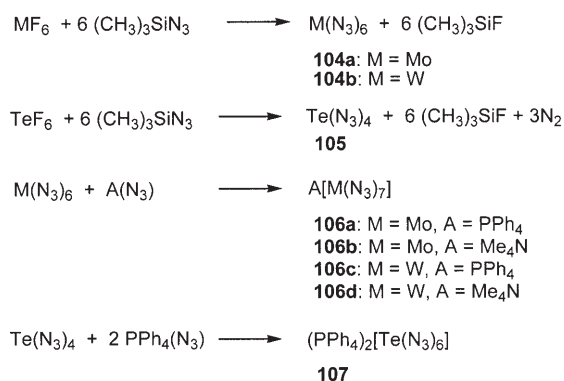 MF₆ + 6 (CH₃)₃SiN₃ ⟶ M(N₃)₆ + 6 (CH₃)₃SiF
104a: M = Mo
104b: M = W
TeF₆ + 6 (CH₃)₃SiN₃ ⟶ Te(N₃)₄ + 6 (CH₃)₃SiF + 3N₂
105
M(N₃)₆ + A(N₃) ⟶ A[M(N₃)₇]
106a: M = Mo, A = PPh₄
106b: M = Mo, A = Me₄N
106c: M = W, A = PPh₄
106d: M = W, A = Me₄N
Te(N₃)₄ + 2 PPh₄(N₃) ⟶ (PPh₄)₂[Te(N₃)₆]
107